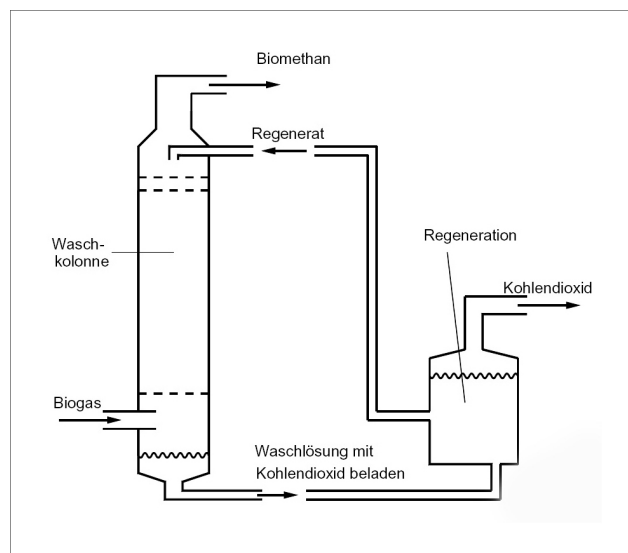 Biomethan
Regenerat
Wasch-
kolonne
Regeneration
Kohlendioxid
Biogas
Waschlösung mit
Kohlendioxid beladen